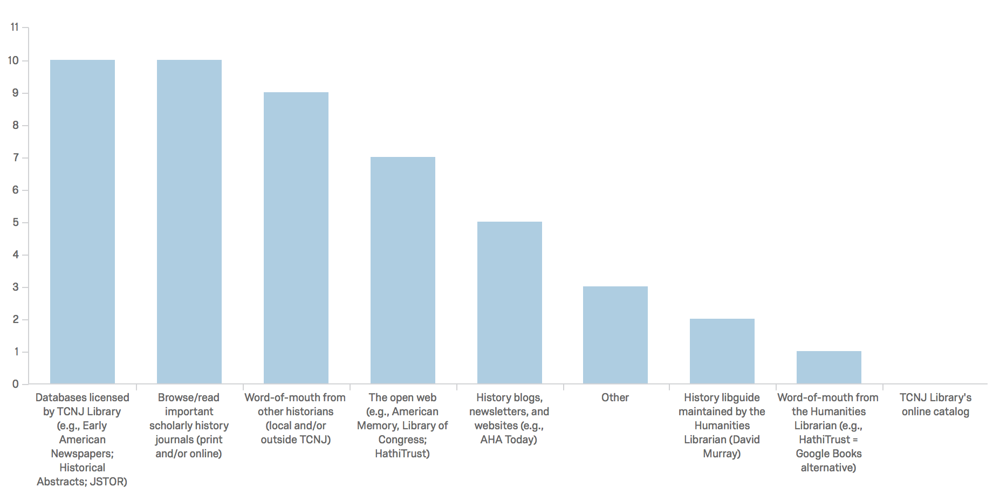 11
10
9
8
7
6
5
4
3
2
1
0
Databases licensed
by TCNJ Library
(e.g., Early
American
Newspapers;
Historical
Abstracts; JSTOR)
Browse/read
important
scholarly history
journals (print
and/or online)
Word-of-mouth from
other historians
(local and/or
outside TCNJ)
The open web
(e.g., American
Memory, Library of
Congress;
HathiTrust)
History blogs,
newsletters, and
websites (e.g.,
AHA Today)
Other
History libguide
maintained by the
Humanities
Librarian (David
Murray)
Word-of-mouth from
the Humanities
Librarian (e.g.,
HathiTrust =
Google Books
alternative)
TCNJ Library's
online catalog